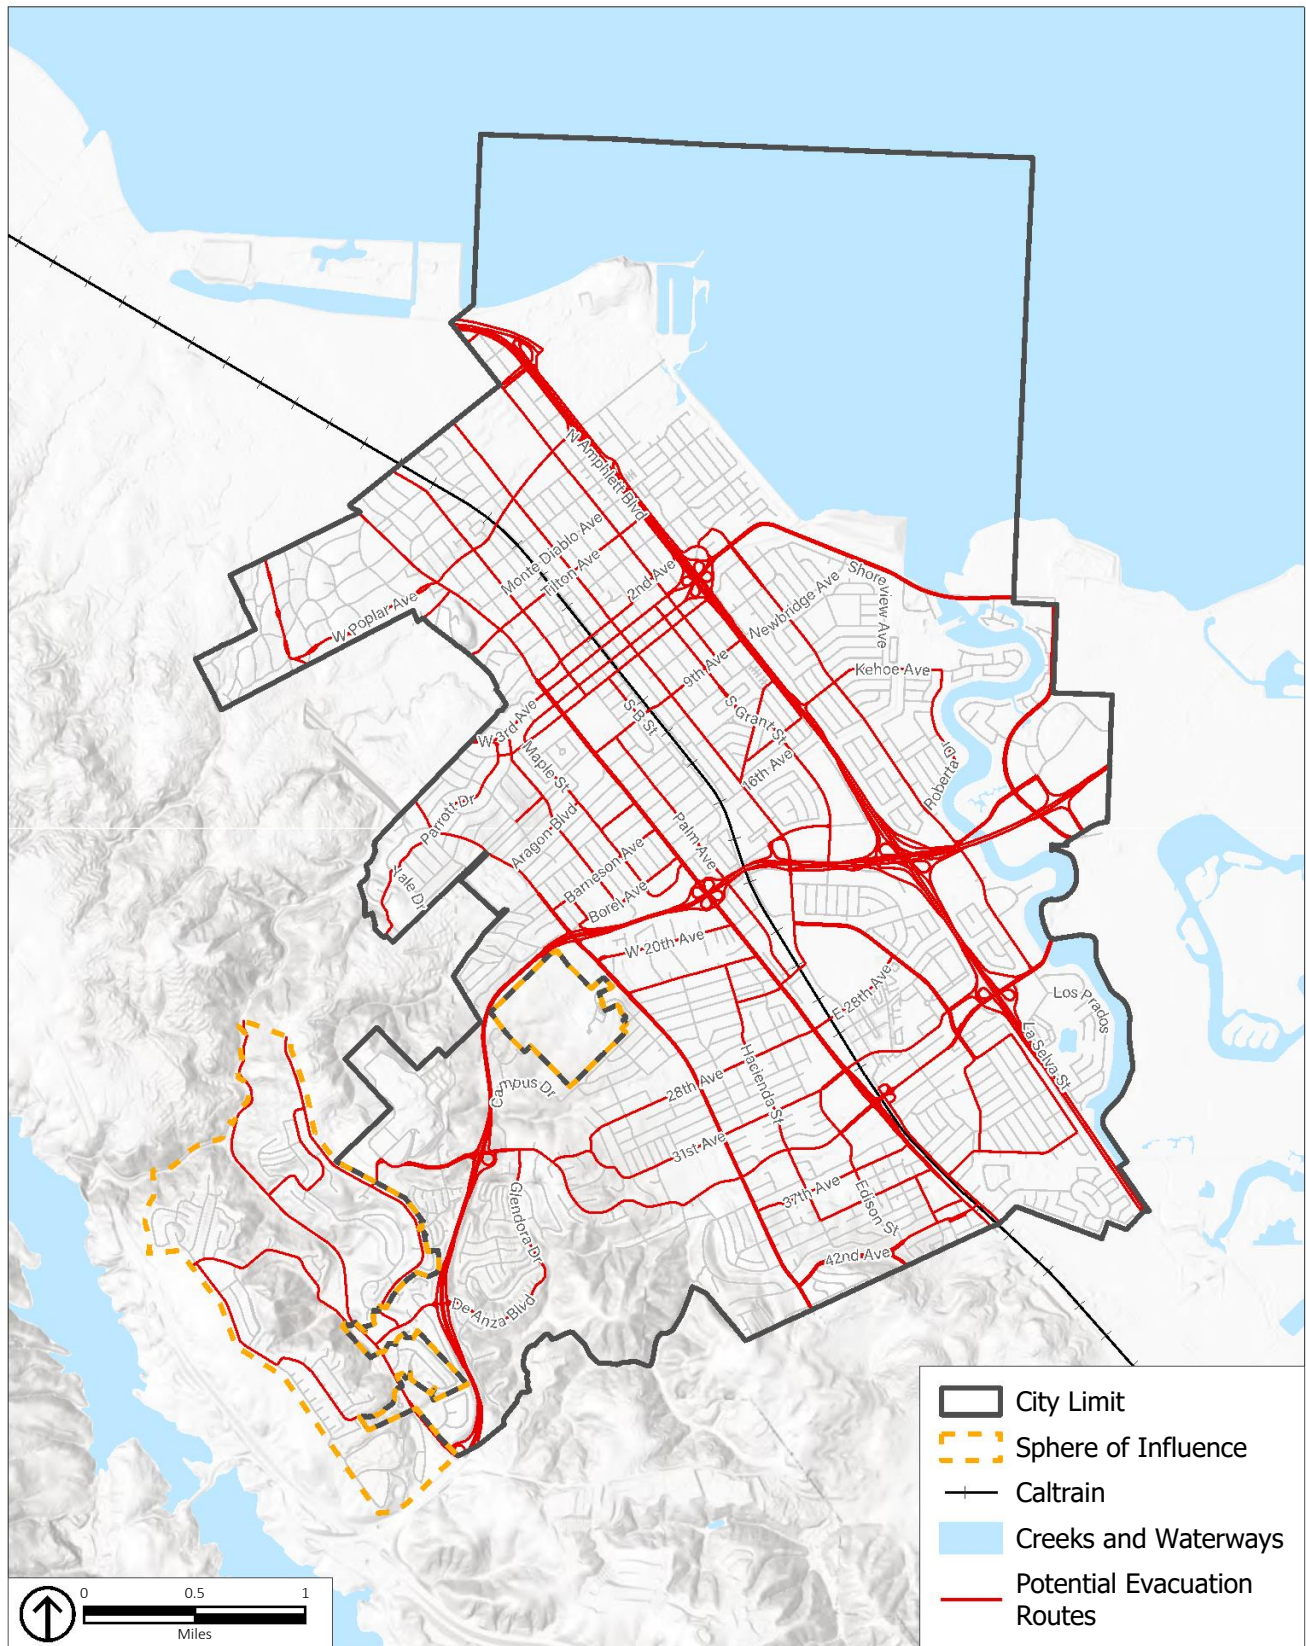 N Amphlett Blvd
Monte Diablo Ave
Tilton Ave
2nd Ave
Shoreview Ave
Newbridge Ave
W Poplar Ave
Kehoe Ave
9th Ave
S Grant St
S B St
W 3rd Ave
Maple St
16th Ave
Roberta Dr
Parrott Dr
Aragon Blvd
Palm Ave
Yale Dr
Barneson Ave
Borel Ave
W 20th Ave
E 28th Ave
Los Prados
La Selva St
Campus Dr
28th Ave
Hacienda St
31st Ave
37th Ave
Edison St
Glendora Dr
42nd Ave
De Anza Blvd
City Limit
Sphere of Influence
Caltrain
Creeks and Waterways
Potential Evacuation
Routes
0 0.5 1
Miles